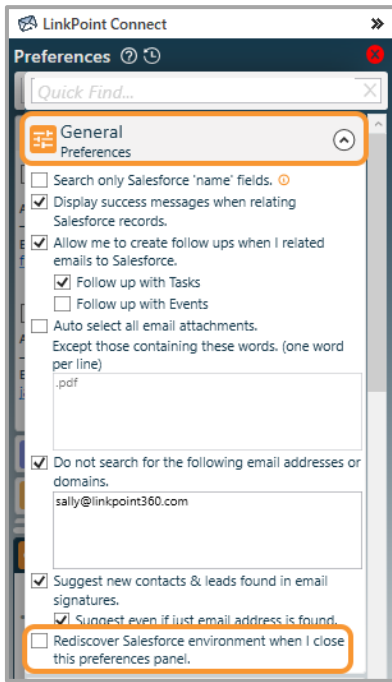 LinkPoint Connect
Preferences
Quick Find...
General
Preferences
Search only Salesforce 'name' fields.
Display success messages when relating
Salesforce records.
Allow me to create follow ups when I related
emails to Salesforce.
Follow up with Tasks
Follow up with Events
Auto select all email attachments.
Except those containing these words. (one word
per line)
.pdf
Do not search for the following email addresses or
domains.
sally@linkpoint360.com
Suggest new contacts & leads found in email
signatures.
Suggest even if just email address is found.
Rediscover Salesforce environment when I close
this preferences panel.